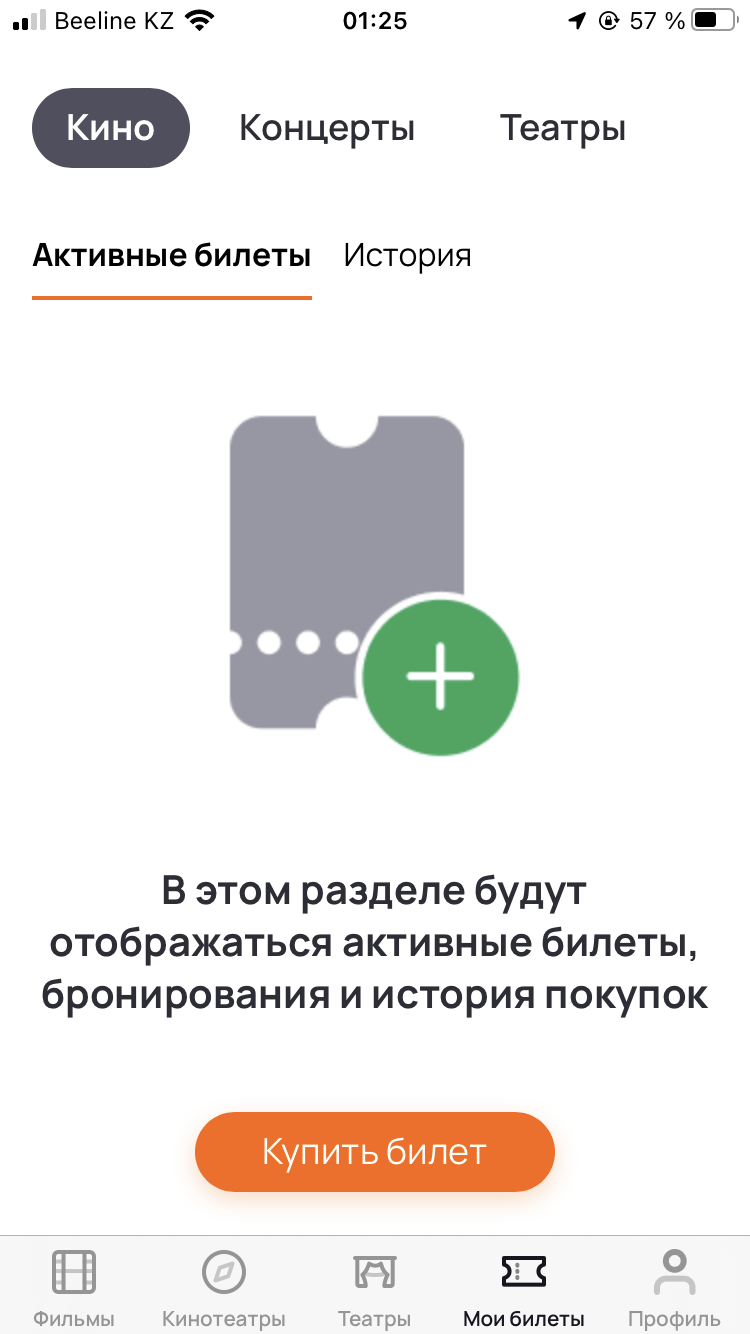 Beeline KZ 01:25 57 %
Кино Концерты Театры
Активные билеты История
В этом разделе будут
отображаться активные билеты,
бронирования и история покупок
Купить билет
Фильмы Кинотеатры Театры Мои билеты Профиль